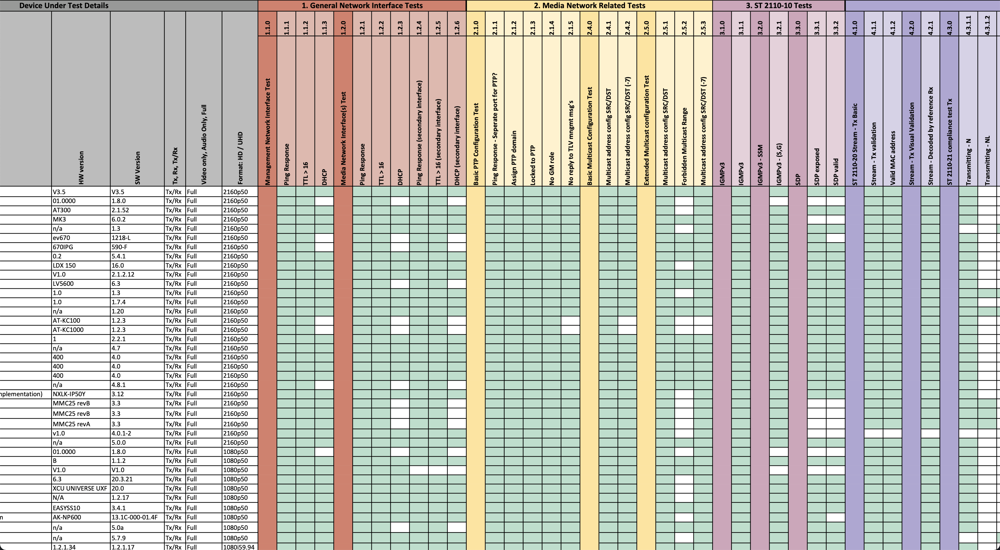 Device Under Test Details
1. General Network Interface Tests
2. Media Network Related Tests
3. ST 2110-10 Tests
HW version
SW Version
Tx, Rx, Tx/Rx
Video only, Audio Only, Full
Format: HD / UHD
1.1.0 Management Network Interface Test
1.1.1 Ping Response
1.1.2 TTL > 16
1.1.3 DHCP
1.2.0 Media Network Interface(s) Test
1.2.1 Ping Response
1.2.2 TTL > 16
1.2.3 DHCP
1.2.4 Ping Response (secondary interface)
1.2.5 TTL > 16 (secondary interface)
1.2.6 DHCP (secondary interface)
2.1.0 Basic PTP Configuration Test
2.1.1 Ping Response - Seperate port for PTP?
2.1.2 Assign PTP domain
2.1.3 Locked to PTP
2.1.4 No GM role
2.1.5 No reply to TLV mngmt msg's
2.4.0 Basic Multicast Configuration Test
2.4.1 Multicast address config SRC/DST
2.4.2 Multicast address config SRC/DST (-7)
2.5.0 Extended Multicast configuration Test
2.5.1 Multicast address config SRC/DST
2.5.2 Forbidden Multicast Range
2.5.3 Multicast address config SRC/DST (-7)
3.1.0 IGMPv3
3.1.1 IGMPv3
3.2.0 IGMPv3 - SSM
3.2.1 IGMPv3 - (S,G)
3.3.0 SDP
3.3.1 SDP exposed
3.3.2 SDP valid
4.1.0 ST 2110-20 Stream - Tx Basic
4.1.1 Stream - Tx validation
4.1.2 Valid MAC address
4.2.0 Stream - Tx Visual Validation
4.2.1 Stream - Decoded by reference Rx
4.3.0 ST 2110-21 compliance test Tx
4.3.1.1 Transmitting - N
4.3.1.2 Transmitting - NL
V3.5 V3.5 Tx/Rx Full 2160p50
01.0000 1.8.0 Tx/Rx Full 2160p50
AT300 2.1.52 Tx/Rx Full 2160p50
MK3 6.0.2 Tx/Rx Full 2160p50
n/a 1.3 Tx/Rx Full 2160p50
ev670 1218-L Tx/Rx Full 2160p50
670IPG 590-F Tx/Rx Full 2160p50
0.2 5.4.1 Tx/Rx Full 2160p50
LDX 150 16.0 Tx/Rx Full 2160p50
V1.0 2.1.2.12 Tx/Rx Full 2160p50
LV5600 6.3 Tx/Rx Full 2160p50
1.0 1.3 Tx/Rx Full 2160p50
1.0 1.7.4 Tx/Rx Full 2160p50
n/a 1.20 Tx/Rx Full 2160p50
AT-KC100 1.2.3 Tx/Rx Full 2160p50
AT-KC1000 1.2.3 Tx/Rx Full 2160p50
1 2.2.1 Tx/Rx Full 2160p50
n/a 4.7 Tx/Rx Full 2160p50
400 4.0 Tx/Rx Full 2160p50
400 4.0 Tx/Rx Full 2160p50
400 4.0 Tx/Rx Full 2160p50
n/a 4.8.1 Tx/Rx Full 2160p50
nplementation) NXLK-IP50Y 3.12 Tx/Rx Full 2160p50
MMC25 revB 3.3 Tx/Rx Full 2160p50
MMC25 revB 3.3 Tx/Rx Full 2160p50
MMC25 revA 3.3 Tx/Rx Full 2160p50
v1.0 4.0.1-2 Tx/Rx Full 2160p50
n/a 5.0.0 Tx/Rx Full 2160p50
01.0000 1.8.0 Tx/Rx Full 1080p50
B 1.1.2 Tx/Rx Full 1080p50
V1.0 V1.0 Tx/Rx Full 1080p50
6.3 20.3.21 Tx/Rx Full 1080p50
XCU UNIVERSE UXF 20.0 Tx/Rx Full 1080p50
N/A 1.2.17 Tx/Rx Full 1080p50
EASYSS10 3.4.1 Tx/Rx Full 1080p50
AK-NP600 13.1C-000-01.4F Tx/Rx Full 1080p50
n/a 5.0a Tx/Rx Full 1080p50
n/a 5.7.9 Tx/Rx Full 1080p50
1.2.1.34 1.2.1.17 Tx/Rx Full 1080i59.94